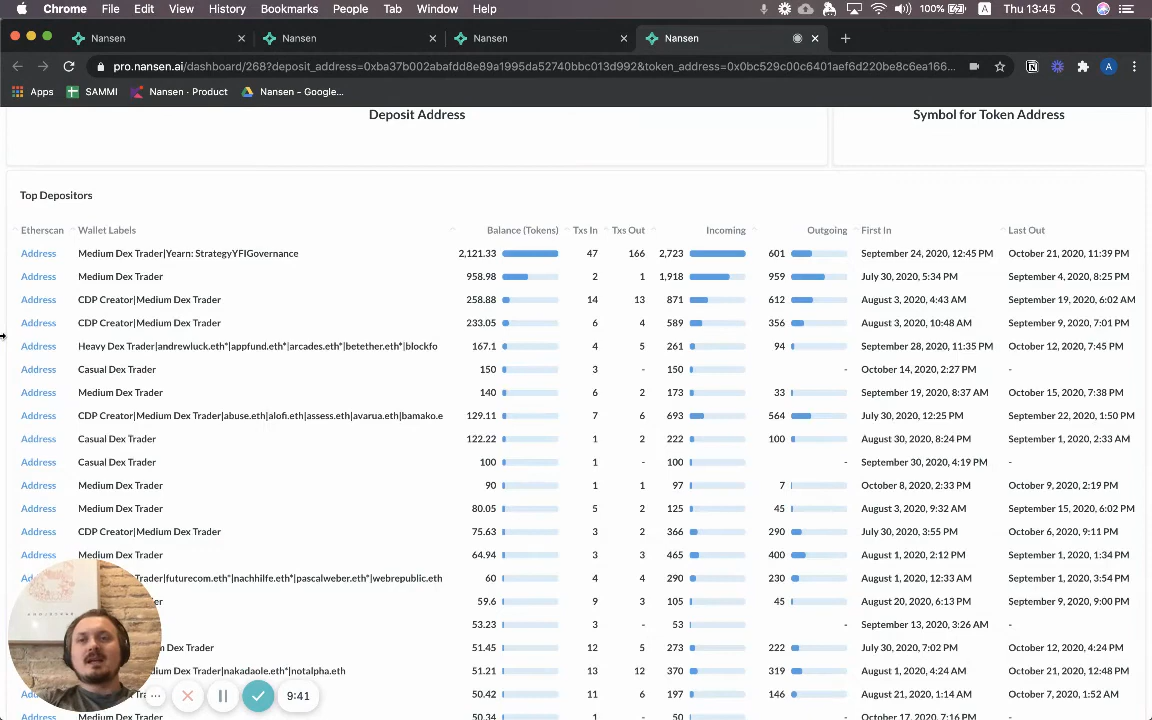 Chrome File Edit View History Bookmarks People Tab Window Help 100% A Thu 13:45
Nansen Nansen Nansen Nansen
pro.nansen.ai/dashboard/268?deposit_address=0xba37b002abafdd8e89a1995da52740bbc013d992&token_address=0x0bc529c00c6401aef6d220be8c6ea166... A
Apps SAMMI Nansen - Product Nansen – Google...
Deposit Address Symbol for Token Address
Top Depositors
Etherscan Wallet Labels Balance (Tokens) Txs In Txs Out Incoming Outgoing First In Last Out
Address Medium Dex Trader|Yearn: StrategyYFIGovernance 2,121.33 47 166 2,723 601 September 24, 2020, 12:45 PM October 21, 2020, 11:39 PM
Address Medium Dex Trader 958.98 2 1 1,918 959 July 30, 2020, 5:34 PM September 4, 2020, 8:25 PM
Address CDP Creator|Medium Dex Trader 258.88 14 13 871 612 August 3, 2020, 4:43 AM September 19, 2020, 6:02 AM
Address CDP Creator|Medium Dex Trader 233.05 6 4 589 356 August 3, 2020, 10:48 AM September 9, 2020, 7:01 PM
Address Heavy Dex Trader|andrewluck.eth*|appfund.eth*|arcades.eth*|betether.eth*|blockfo 167.1 4 5 261 94 September 28, 2020, 11:35 PM October 12, 2020, 7:45 PM
Address Casual Dex Trader 150 3 - 150 - October 14, 2020, 2:27 PM -
Address Medium Dex Trader 140 6 2 173 33 September 19, 2020, 8:37 AM October 15, 2020, 7:38 PM
Address CDP Creator|Medium Dex Trader|abuse.eth|alofi.eth|assess.eth|avarua.eth|bamako.e 129.11 7 6 693 564 July 30, 2020, 12:25 PM September 22, 2020, 1:50 PM
Address Casual Dex Trader 122.22 1 2 222 100 August 30, 2020, 8:24 PM September 1, 2020, 2:33 AM
Address Casual Dex Trader 100 1 - 100 - September 30, 2020, 4:19 PM -
Address Medium Dex Trader 90 1 1 97 7 October 8, 2020, 2:33 PM October 9, 2020, 2:19 PM
Address Medium Dex Trader 80.05 5 2 125 45 August 3, 2020, 9:32 AM September 15, 2020, 6:02 PM
Address CDP Creator|Medium Dex Trader 75.63 3 2 366 290 July 30, 2020, 3:55 PM October 6, 2020, 9:11 PM
Address Medium Dex Trader 64.94 3 3 465 400 August 1, 2020, 2:12 PM September 1, 2020, 1:34 PM
Trader|futurecom.eth*|nachhilfe.eth*|pascalweber.eth*|webrepublic.eth 60 4 4 290 230 August 1, 2020, 12:33 AM September 1, 2020, 3:54 PM
59.6 9 3 105 45 August 20, 2020, 6:13 PM September 9, 2020, 9:00 PM
53.23 3 - 53 - September 13, 2020, 3:26 AM -
Dex Trader 51.45 12 5 273 222 July 30, 2020, 7:02 PM October 12, 2020, 4:24 PM
Dex Trader|nakadaole.eth*|notalpha.eth 51.21 13 12 370 319 August 1, 2020, 4:24 AM October 21, 2020, 12:48 PM
50.42 11 6 197 146 August 21, 2020, 1:14 AM October 7, 2020, 1:52 AM
9:41
Address Medium Dex Trader 50.34 1 - 50 - October 17, 2020, 7:16 PM -